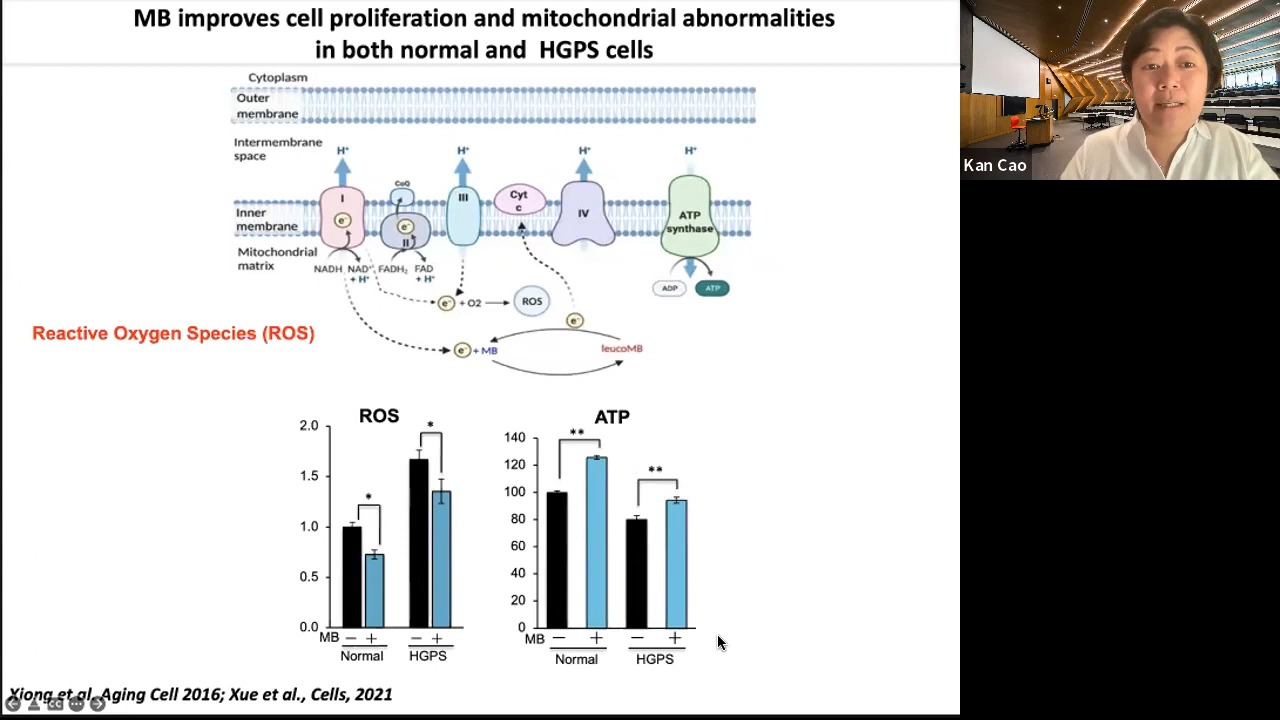 MB improves cell proliferation and mitochondrial abnormalities
in both normal and HGPS cells
Kan Cao
Cytoplasm
Outer
membrane
Intermembrane
space
H⁺ H⁺ H⁺ H⁺
CoQ
I
e⁻
e⁻
II
III
Cyt
c
IV
ATP
synthase
Inner
membrane
Mitochondrial
matrix
NADH NAD⁺ FADH₂ FAD
+ H⁺ + H⁺
ADP ATP
e⁻ + O2 ROS
e⁻
Reactive Oxygen Species (ROS)
e⁻ + MB leucoMB
ROS
2.0
1.5
1.0
0.5
0.0
* *
MB − + − +
Normal HGPS
ATP
140
120
100
80
60
40
20
0
** **
MB − + − +
Normal HGPS
Xiong et al. Aging Cell 2016; Xue et al., Cells, 2021
CC